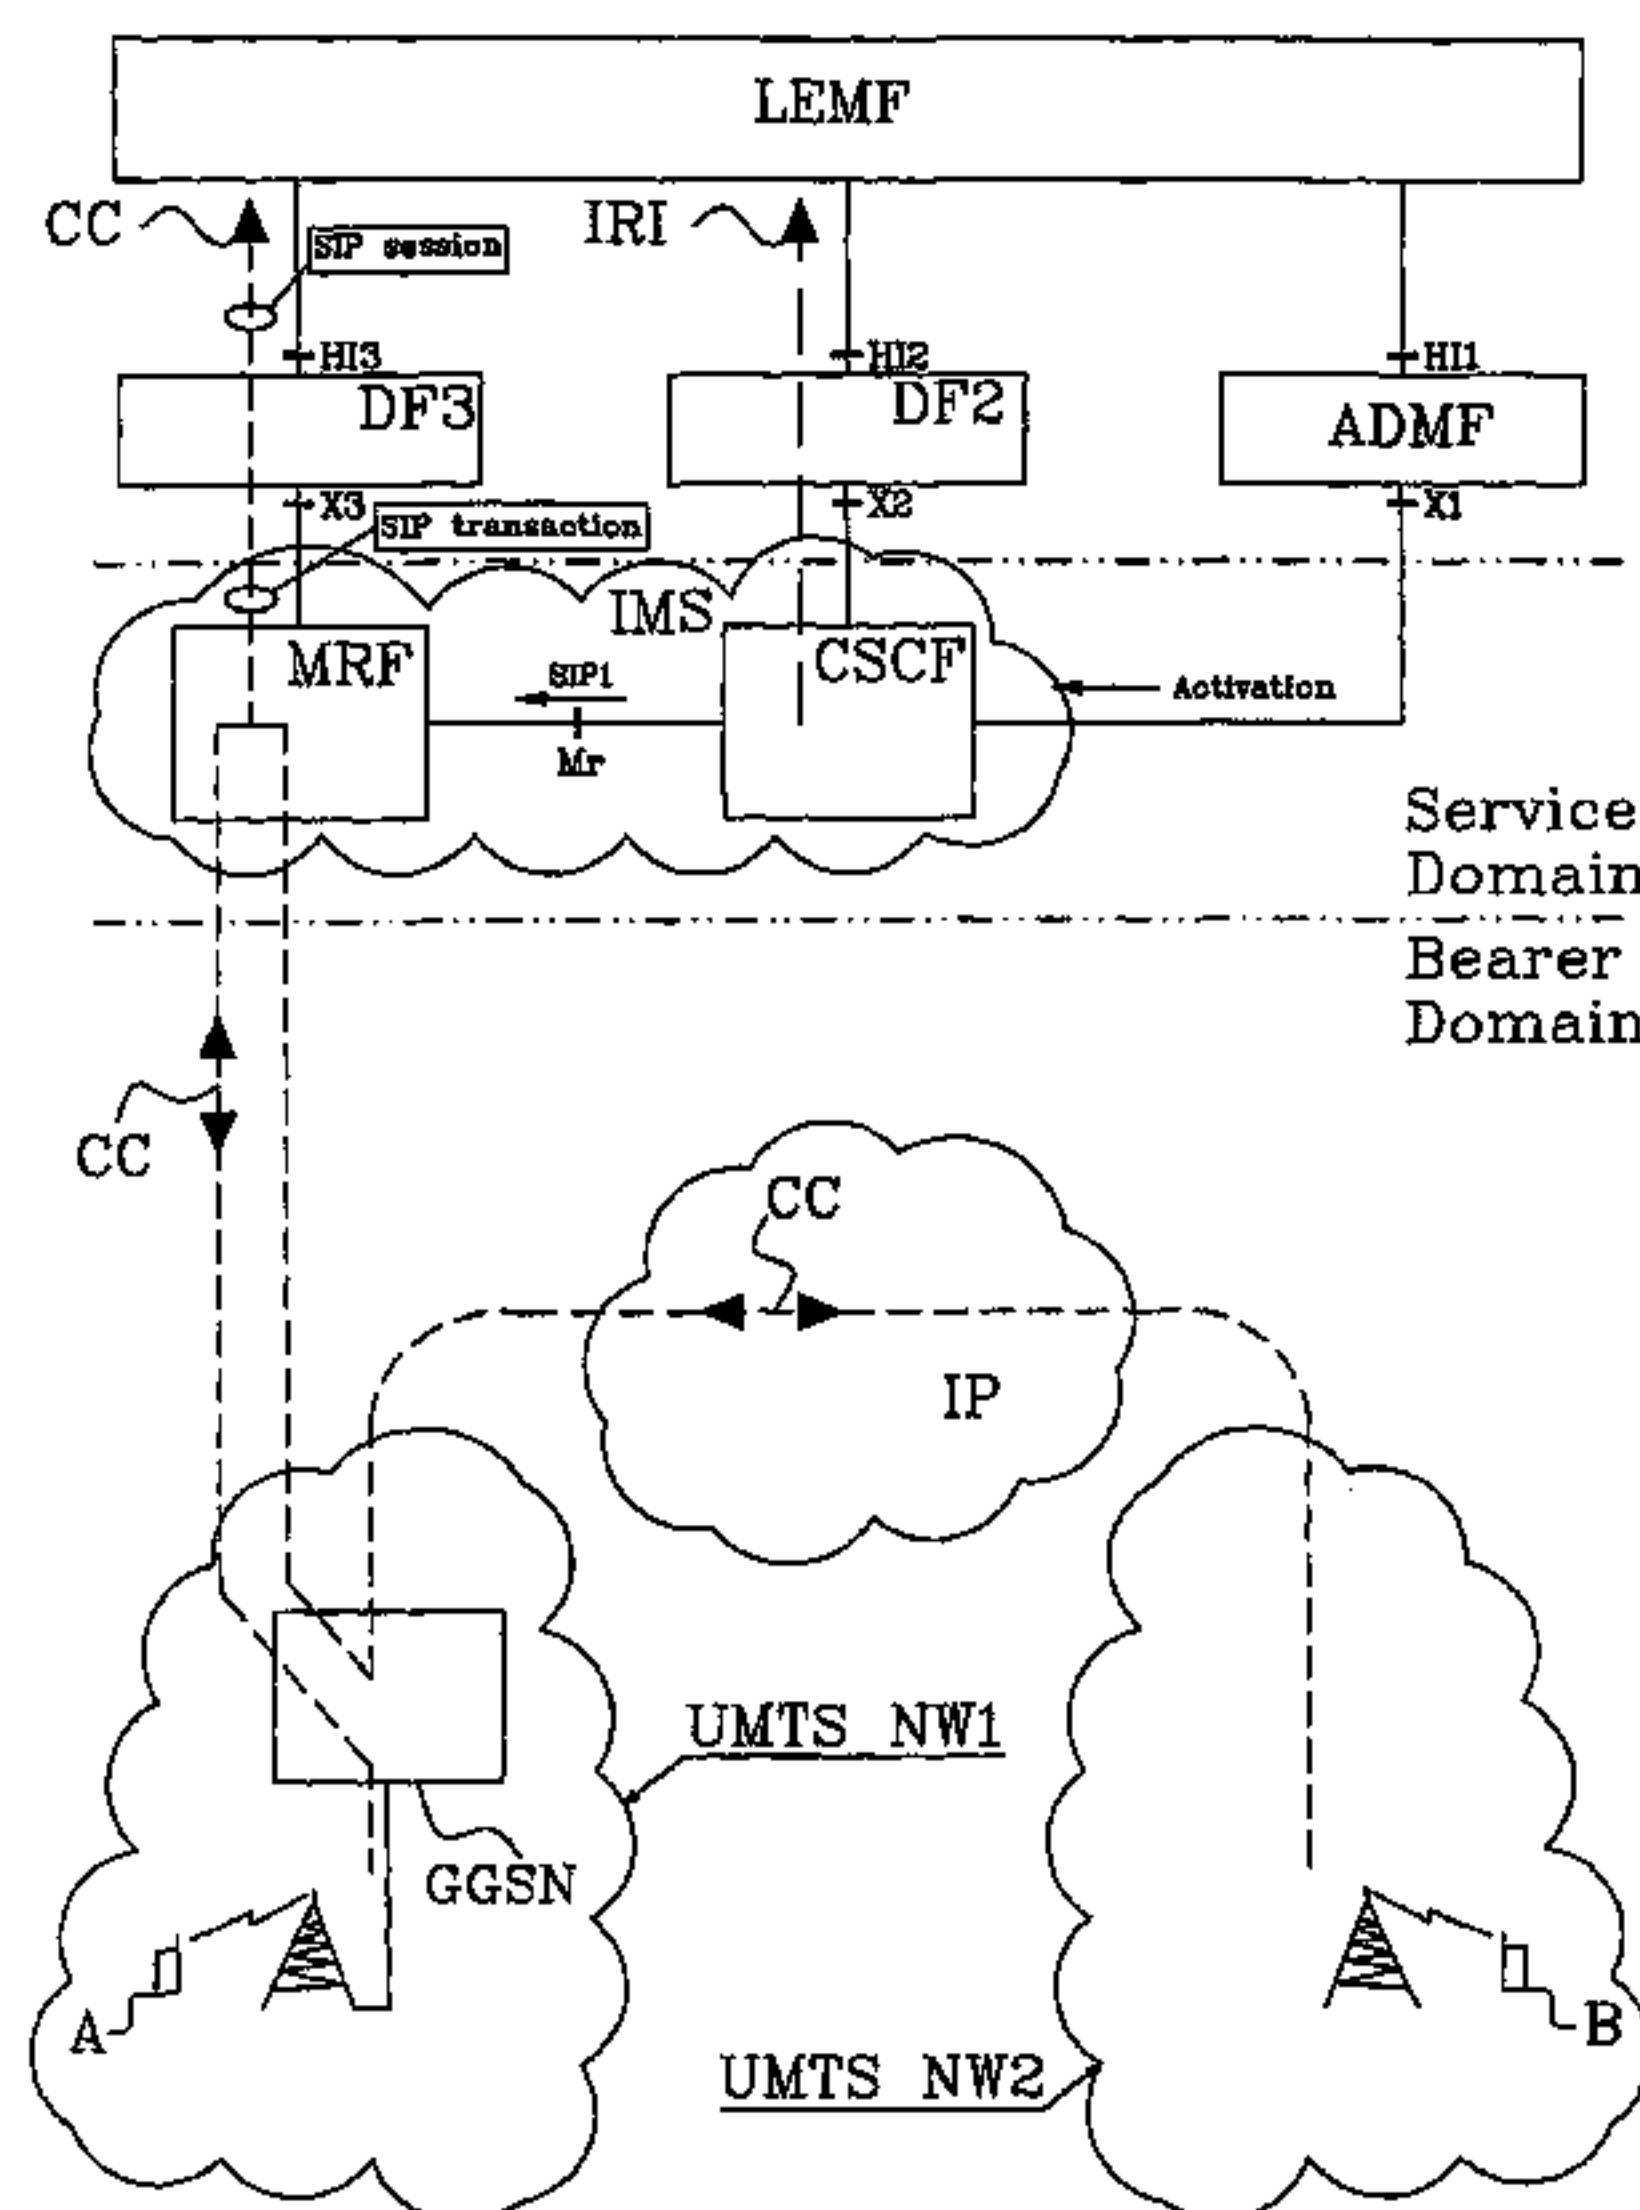 LEMF
CC
SIP session
IRI
HI3
HI2
HI1
DF3
DF2
ADMF
X3
SIP transaction
X2
X1
IMS
MRF
SIP1
Mr
CSCF
Activation
Service
Domain
Bearer
Domain
CC
CC
IP
UMTS NW1
GGSN
A
B
UMTS NW2